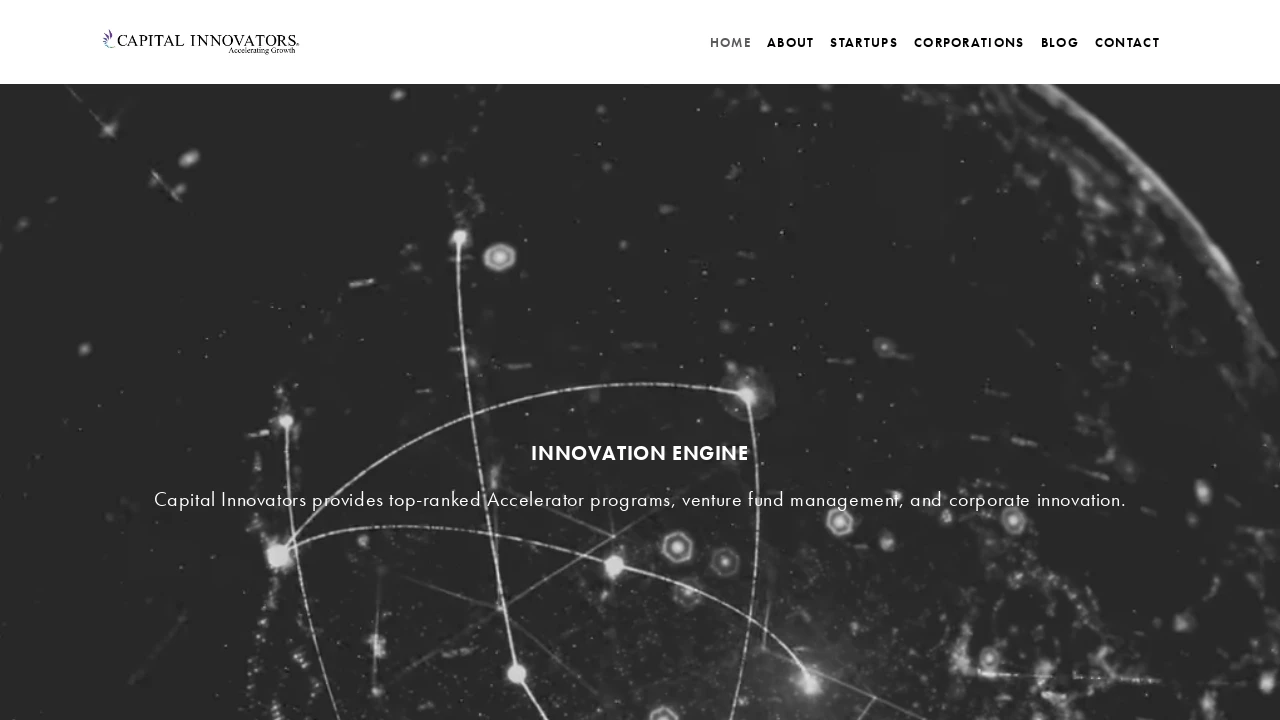 CAPITAL INNOVATORS®
Accelerating Growth
HOME ABOUT STARTUPS CORPORATIONS BLOG CONTACT
INNOVATION ENGINE
Capital Innovators provides top-ranked Accelerator programs, venture fund management, and corporate innovation.